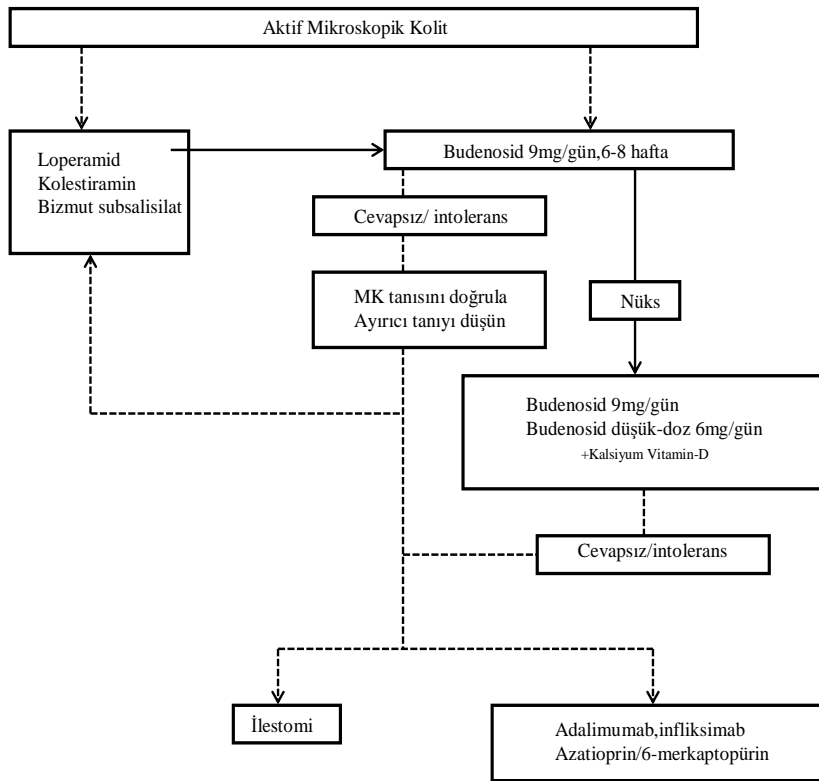 Aktif Mikroskopik Kolit
Loperamid
Kolestiramin
Bizmut subsalisilat
Budenosid 9mg/gün,6-8 hafta
Cevapsız/ intolerans
MK tanısını doğrula
Ayırıcı tanıyı düşün
Nüks
Budenosid 9mg/gün
Budenosid düşük-doz 6mg/gün
+Kalsiyum Vitamin-D
Cevapsız/intolerans
İlestomi
Adalimumab,infliksimab
Azatioprin/6-merkaptopürin